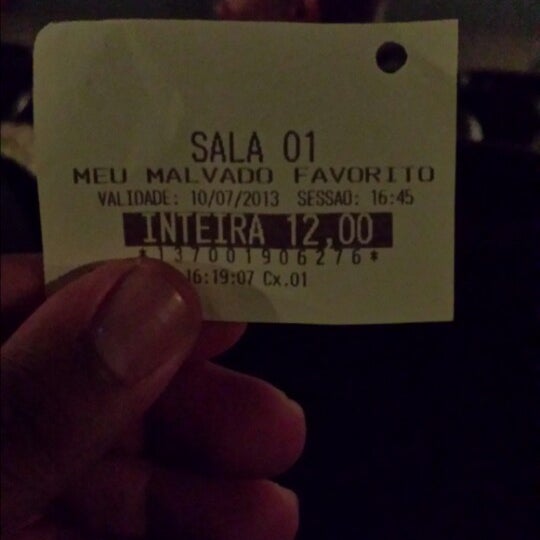 SALA 01
MEU MALVADO FAVORITO
VALIDADE: 10/07/2013 SESSAO: 16:45
INTEIRA 12,00
*137001906276*
16:19:07 Cx.01